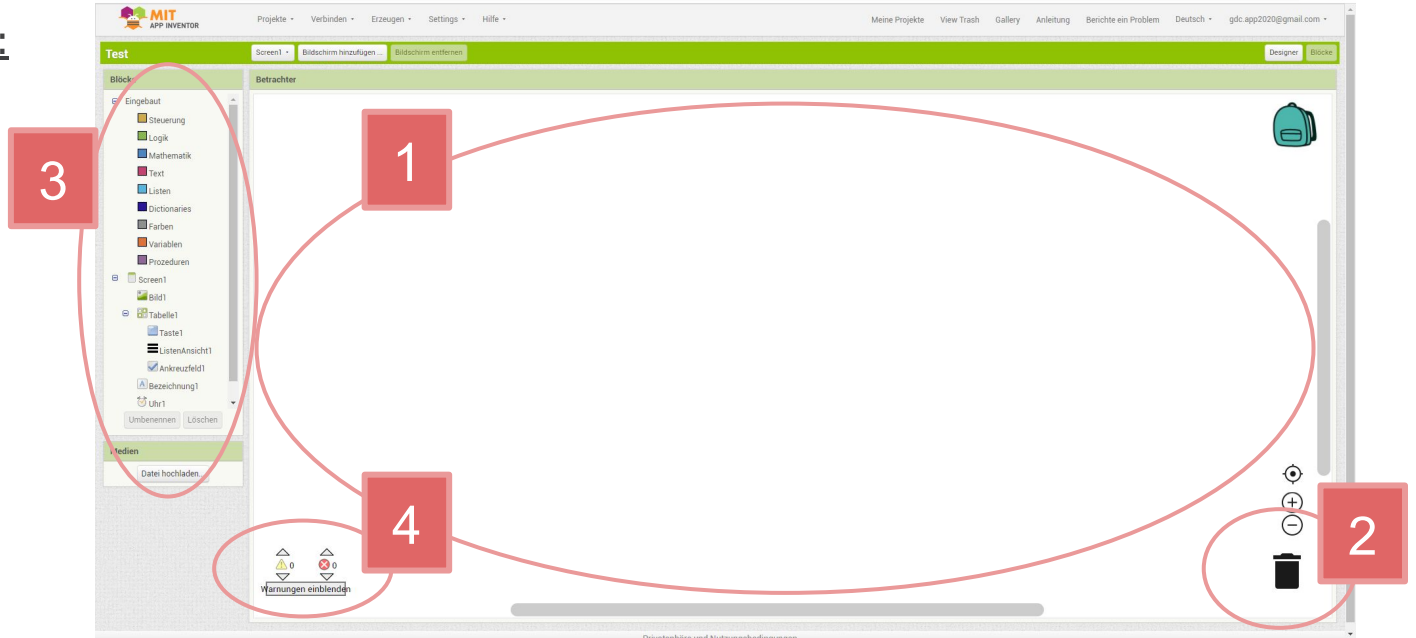 MIT
APP INVENTOR
Projekte Verbinden Erzeugen Settings Hilfe
Meine Projekte View Trash Gallery Anleitung Berichte ein Problem Deutsch gdc.app2020@gmail.com
Test
Screen1 Bildschirm hinzufügen ... Bildschirm entfernen
Designer Blöcke
Blöcke
Betrachter
Eingebaut
Steuerung
Logik
Mathematik
Text
Listen
Dictionaries
Farben
Variablen
Prozeduren
Screen1
Bild1
Tabelle1
Taste1
ListenAnsicht1
Ankreuzfeld1
Bezeichnung1
Uhr1
Umbenennen Löschen
Medien
Datei hochladen...
3
1
4
2
0 0
Warnungen einblenden
Privatsphäre und Nutzungsbedingungen